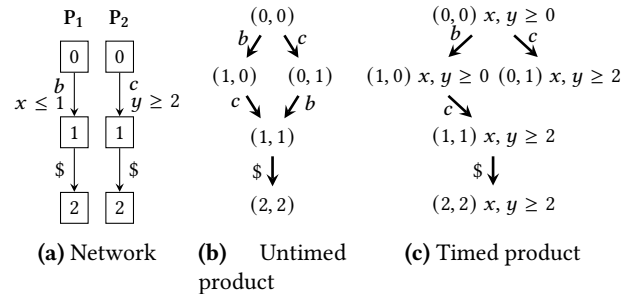 P₁ P₂
0 0
b c
x ≤ 1 y ≥ 2
1 1
$ $
2 2
(a) Network
(0, 0)
b c
(1, 0) (0, 1)
c b
(1, 1)
$
(2, 2)
(b) Untimed
product
(0, 0) x, y ≥ 0
b c
(1, 0) x, y ≥ 0 (0, 1) x, y ≥ 2
c
(1, 1) x, y ≥ 2
$
(2, 2) x, y ≥ 2
(c) Timed product